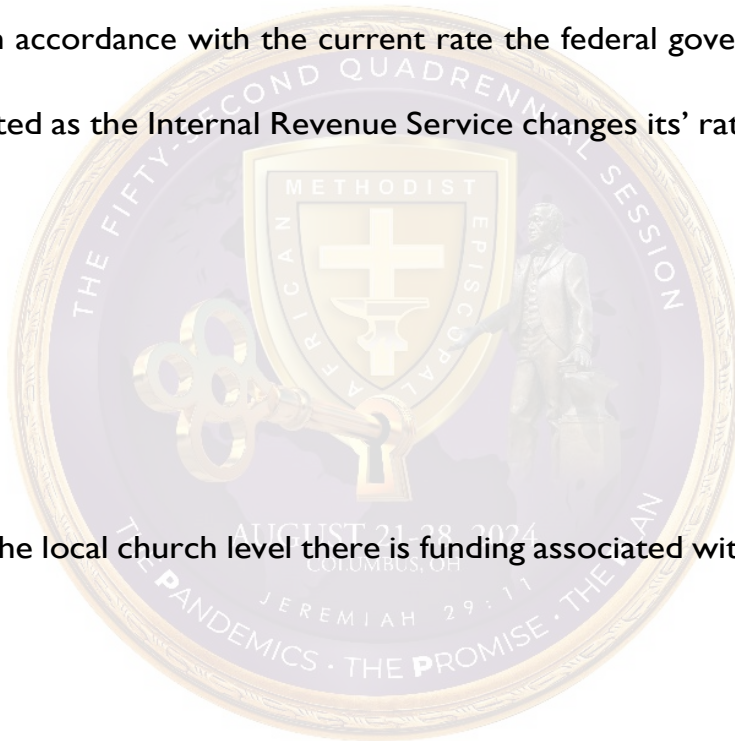 n accordance with the current rate the federal gove
ted as the Internal Revenue Service changes its’ rat
THE FIFTY-SECOND QUADRENNIAL SESSION
METHODIST
AFRICAN
EPISCOPAL
he local church level there is funding associated wit
AUGUST 21-28, 2024
COLUMBUS, OH
JEREMIAH 29:11
THE PANDEMICS · THE PROMISE · THE PLAN